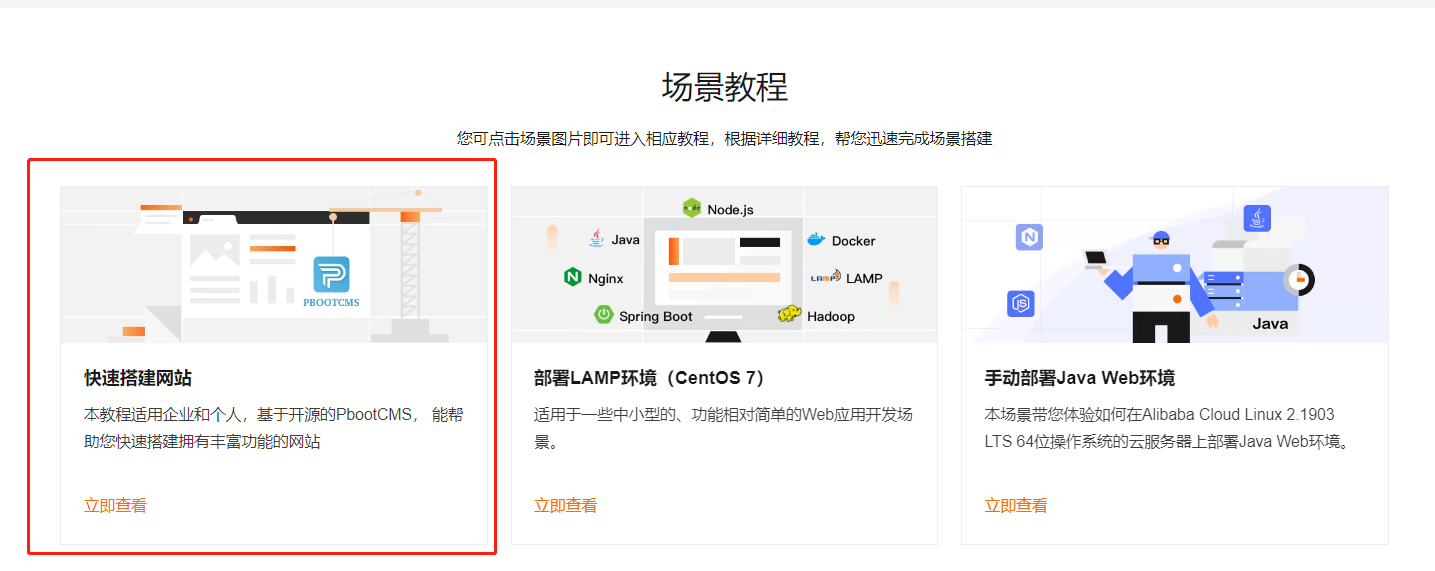 场景教程
您可点击场景图片即可进入相应教程，根据详细教程，帮您迅速完成场景搭建
PBOOTCMS
快速搭建网站
本教程适用企业和个人，基于开源的PbootCMS， 能帮
助您快速搭建拥有丰富功能的网站
立即查看
node
Node.js
Java
Docker
Nginx
LAMP
LAMP
Spring Boot
Hadoop
部署LAMP环境（CentOS 7）
适用于一些中小型的、功能相对简单的Web应用开发场
景。
立即查看
JS
Java
手动部署Java Web环境
本场景带您体验如何在Alibaba Cloud Linux 2.1903
LTS 64位操作系统的云服务器上部署Java Web环境。
立即查看